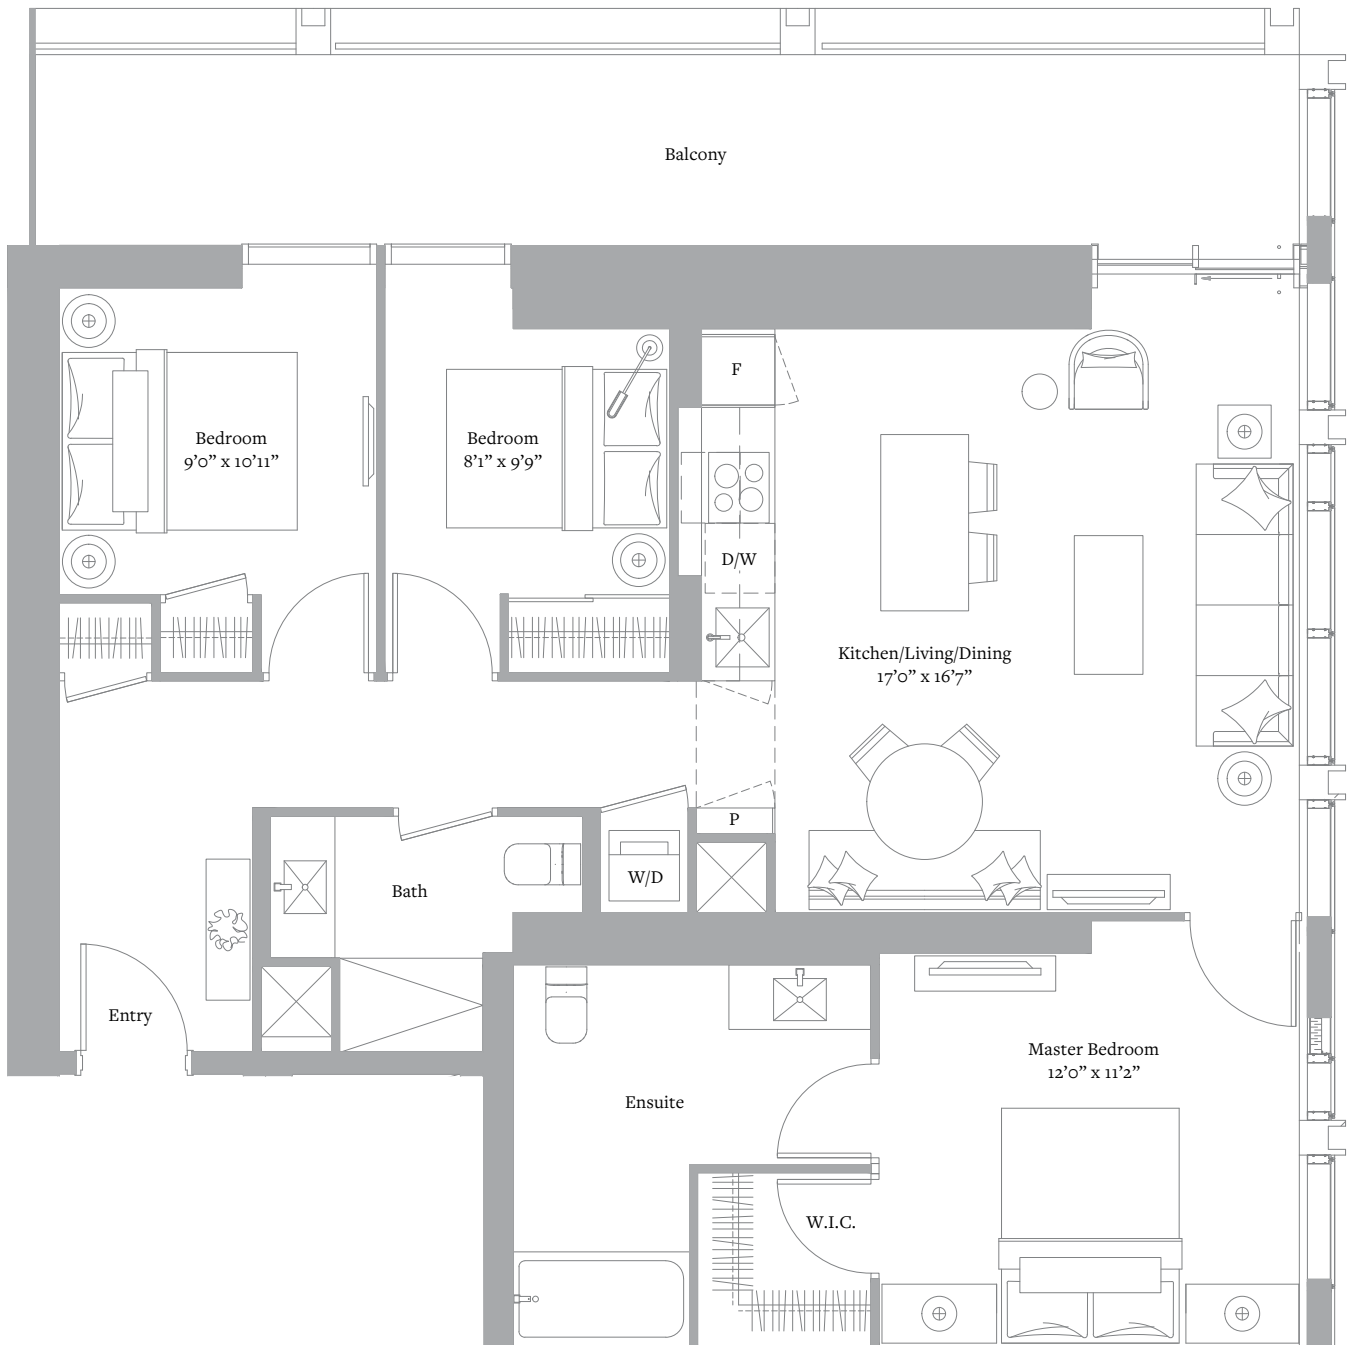 Balcony
F
Bedroom
9'0" x 10'11"
Bedroom
8'1" x 9'9"
D/W
Kitchen/Living/Dining
17'0" x 16'7"
P
W/D
Bath
Entry
Master Bedroom
12'0" x 11'2"
Ensuite
W.I.C.